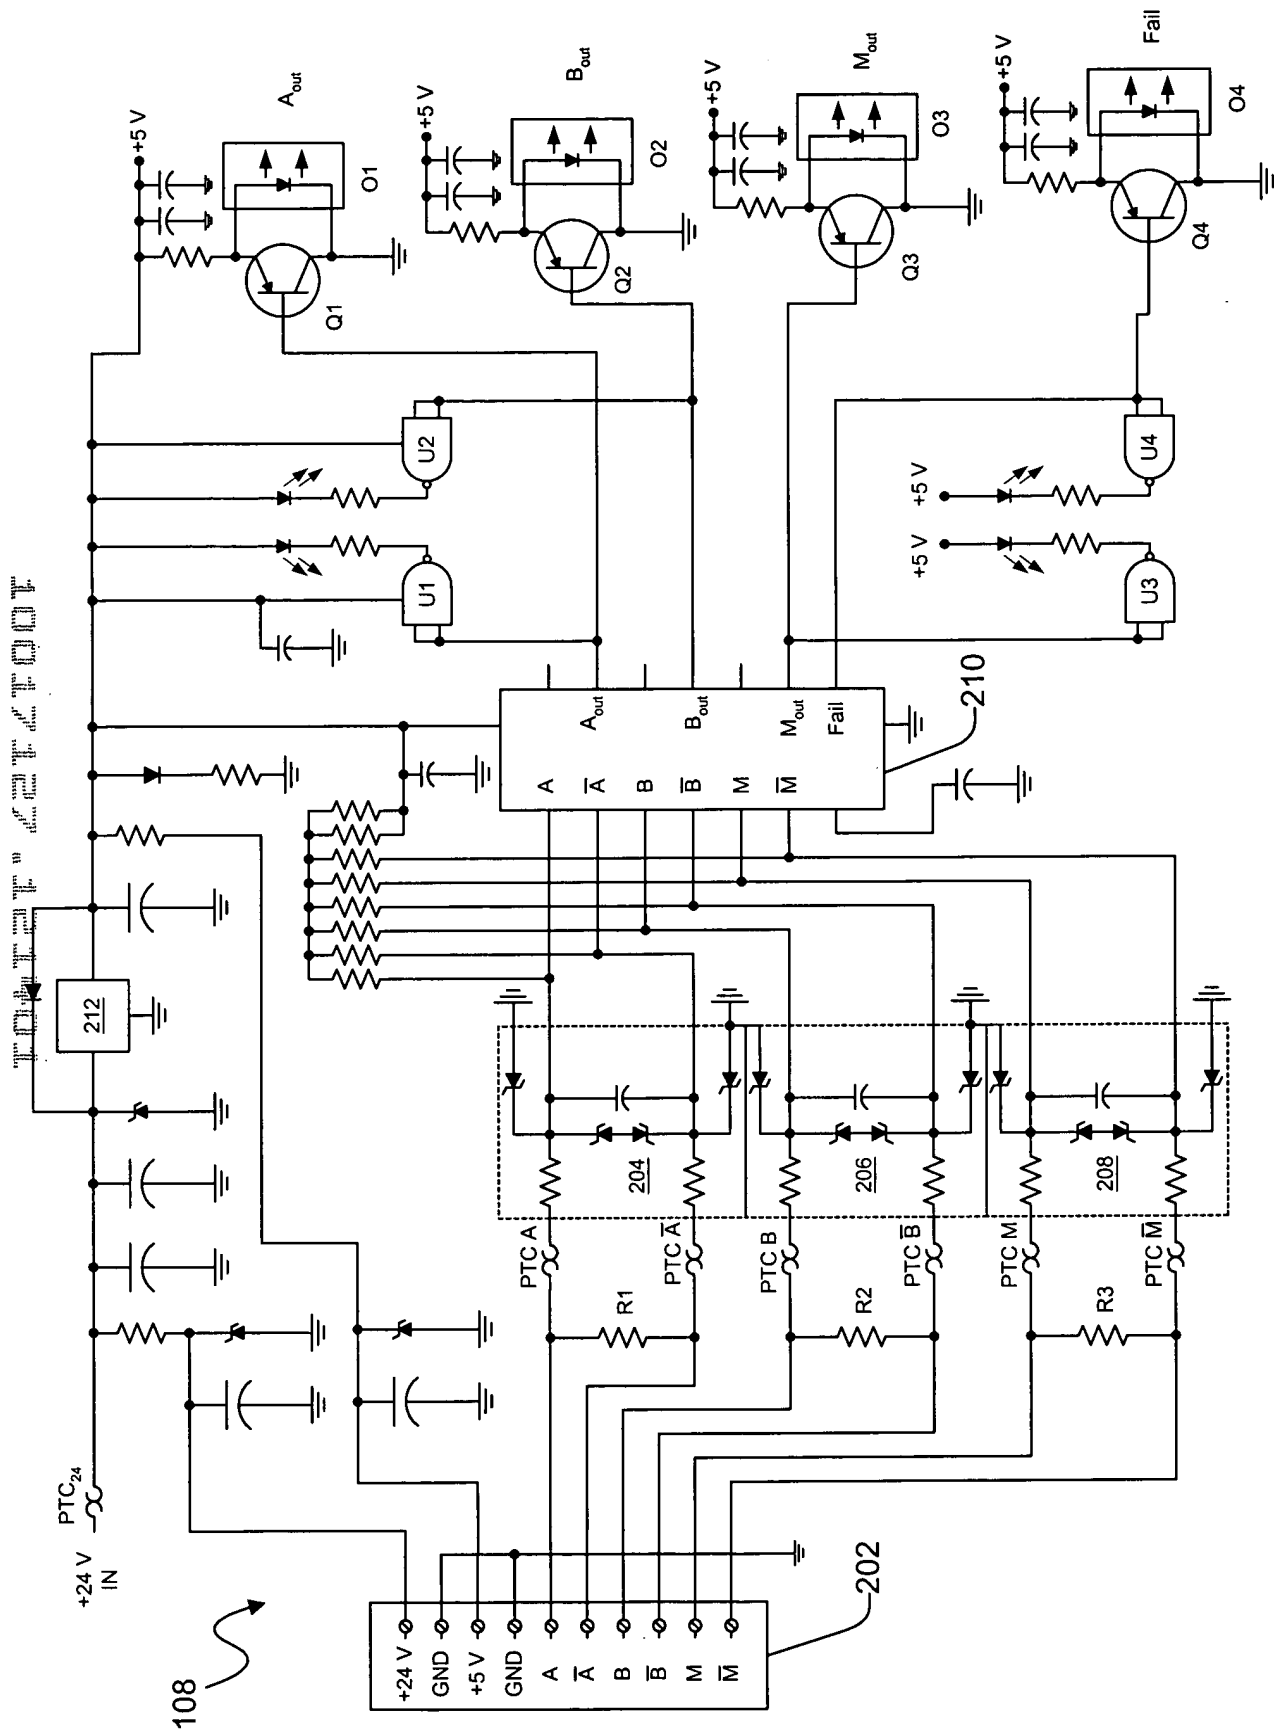 108
+24 V
IN
PTC24
212
+5 V
Aout
Q1
O1
+5 V
Bout
Q2
O2
+5 V
Mout
Q3
O3
+5 V
Fail
Q4
O4
U1
U2
+5 V
+5 V
U3
U4
A
A̅
B
B̅
M
M̅
Aout
Bout
Mout
Fail
210
204
206
208
PTC A
PTC A̅
PTC B
PTC B̅
PTC M
PTC M̅
R1
R2
R3
+24 V
GND
+5 V
GND
A
A̅
B
B̅
M
M̅
202